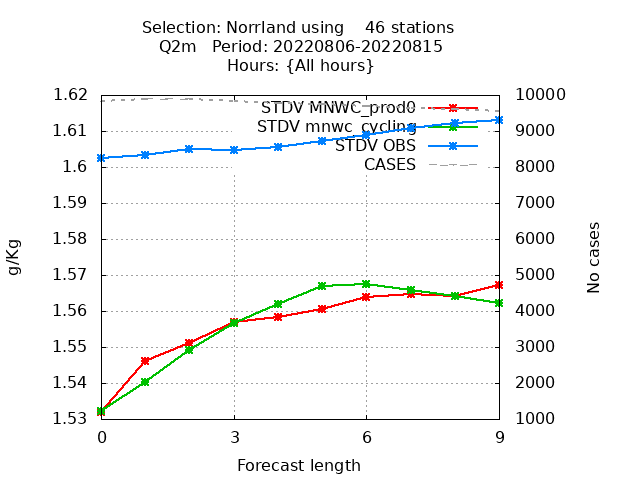 Selection: Norrland using 46 stations
Q2m Period: 20220806-20220815
Hours: {All hours}
1.62 10000
STDV MNWC_prod0
1.61 STDV mnwc_cycling 9000
STDV OBS
1.6 CASES 8000
1.59 7000
1.58 6000
1.57 5000
1.56 4000
1.55 3000
1.54 2000
1.53 1000
g/Kg
No cases
0 3 6 9
Forecast length